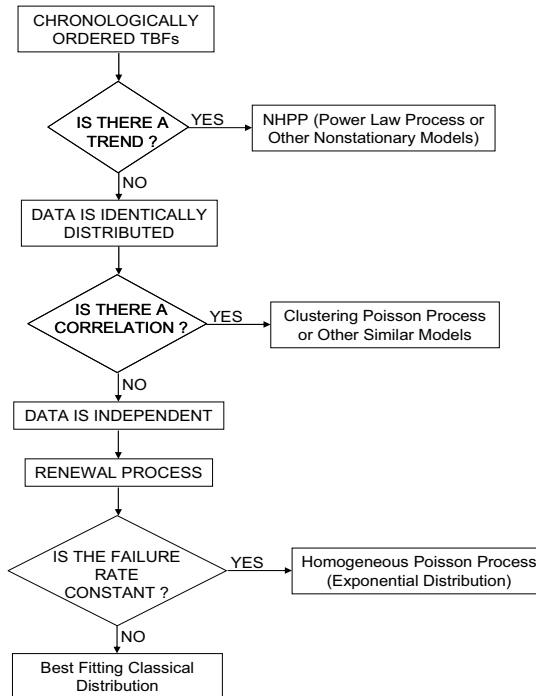 CHRONOLOGICALLY
ORDERED TBFs
IS THERE A
TREND ?
YES
NHPP (Power Law Process or
Other Nonstationary Models)
NO
DATA IS IDENTICALLY
DISTRIBUTED
IS THERE A
CORRELATION ?
YES
Clustering Poisson Process
or Other Similar Models
NO
DATA IS INDEPENDENT
RENEWAL PROCESS
IS THE FAILURE
RATE
CONSTANT ?
YES
Homogeneous Poisson Process
(Exponential Distribution)
NO
Best Fitting Classical
Distribution